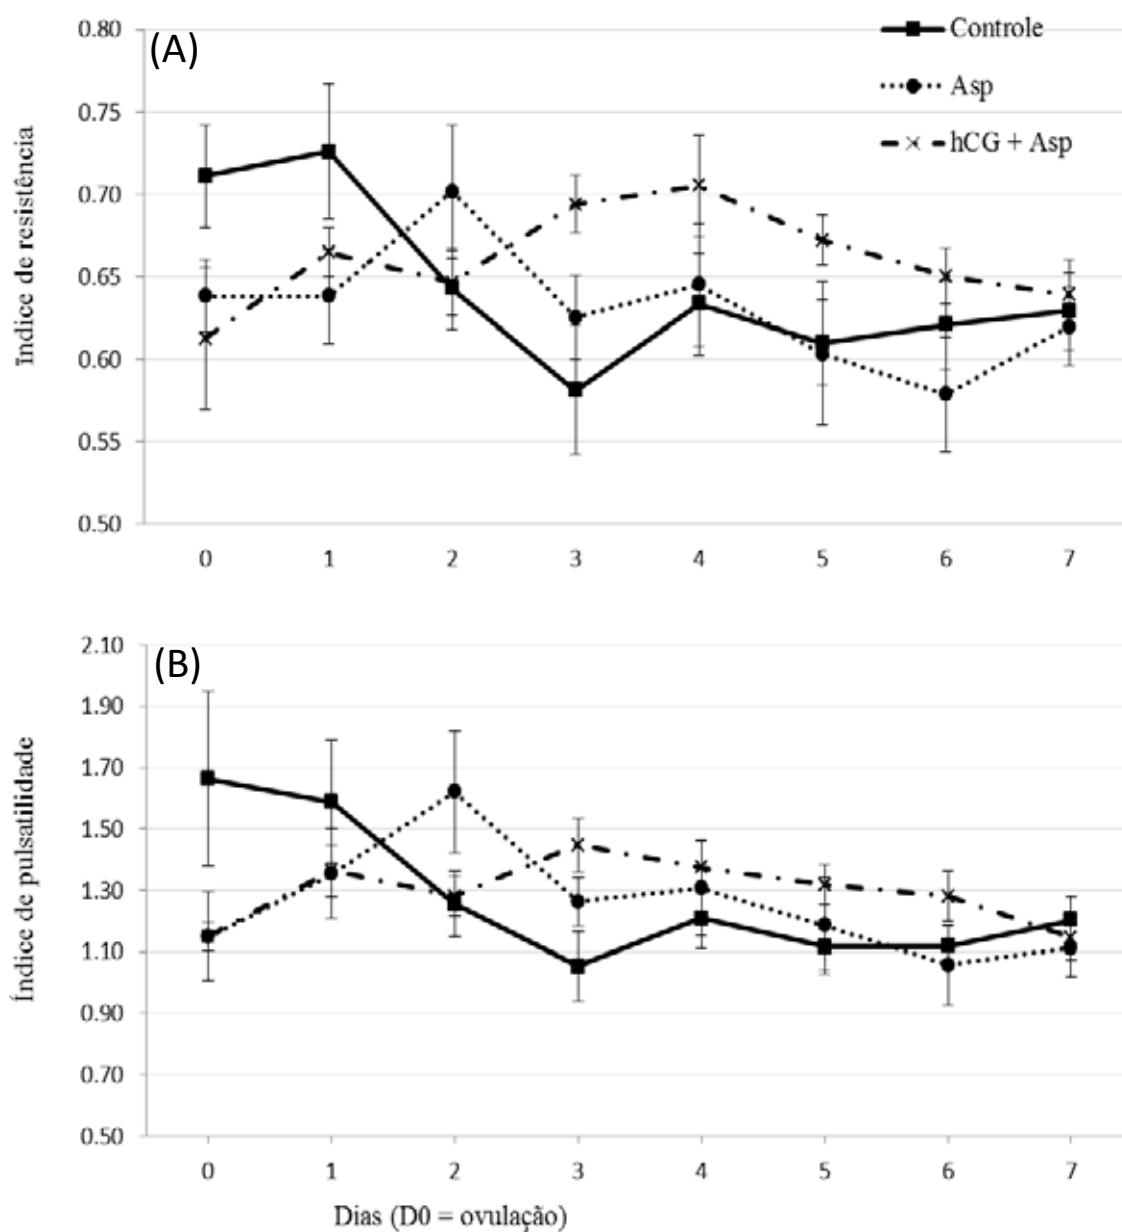 (A)
Controle
Asp
hCG + Asp
Índice de resistência
0.80
0.75
0.70
0.65
0.60
0.55
0.50
0 1 2 3 4 5 6 7
(B)
Índice de pulsatilidade
2.10
1.90
1.70
1.50
1.30
1.10
0.90
0.70
0.50
0 1 2 3 4 5 6 7
Dias (D0 = ovulação)